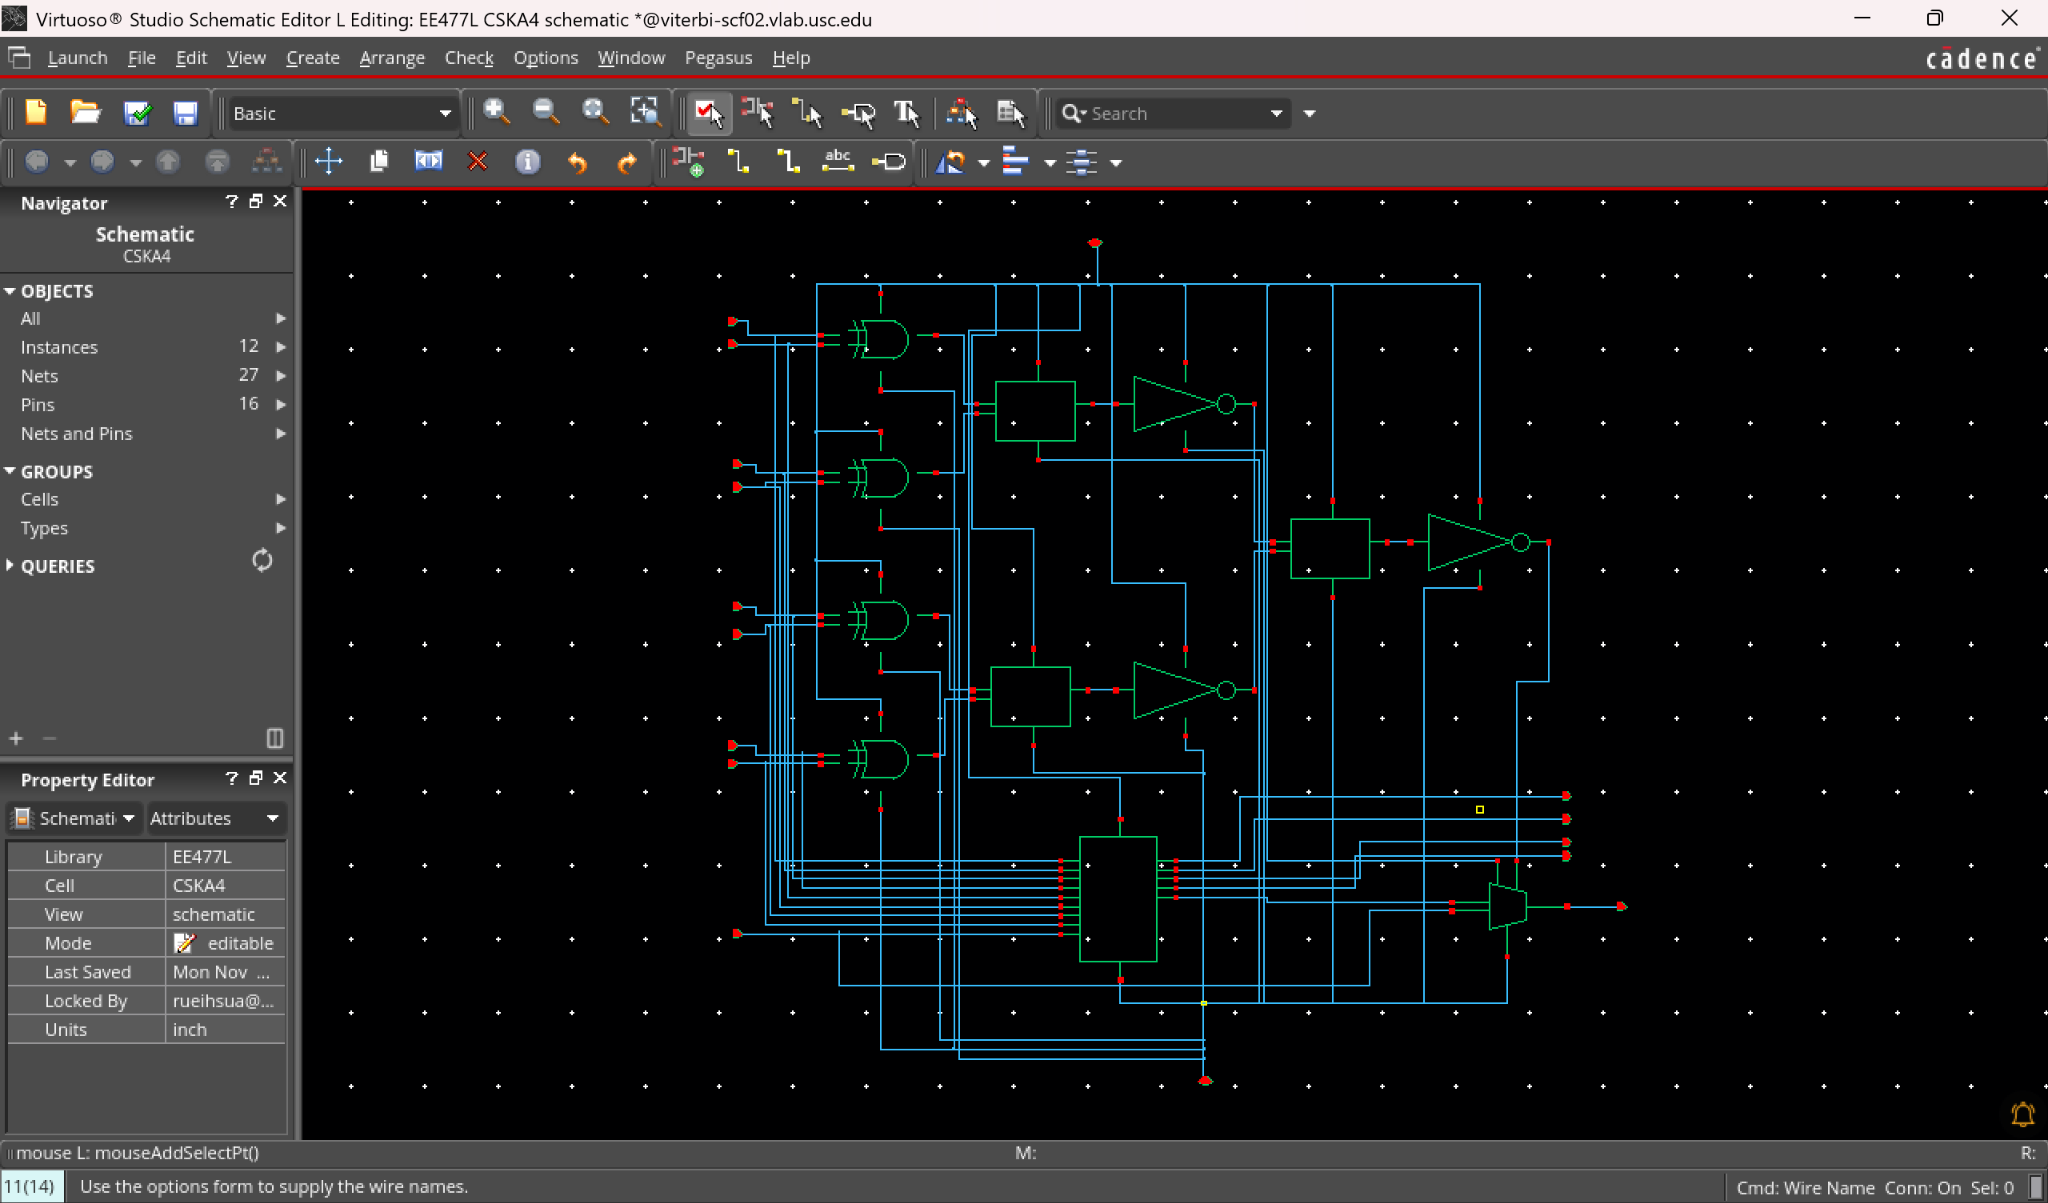 Virtuoso® Studio Schematic Editor L Editing: EE477L CSKA4 schematic *@viterbi-scf02.vlab.usc.edu
Launch File Edit View Create Arrange Check Options Window Pegasus Help cādence®
Basic Search
abc
Navigator ?
Schematic
CSKA4
OBJECTS
All
Instances 12
Nets 27
Pins 16
Nets and Pins
GROUPS
Cells
Types
QUERIES
Property Editor ?
Schemati Attributes
Library EE477L
Cell CSKA4
View schematic
Mode editable
Last Saved Mon Nov ...
Locked By rueihsua@...
Units inch
mouse L: mouseAddSelectPt() M: R:
11(14) Use the options form to supply the wire names. Cmd: Wire Name Conn: On Sel: 0